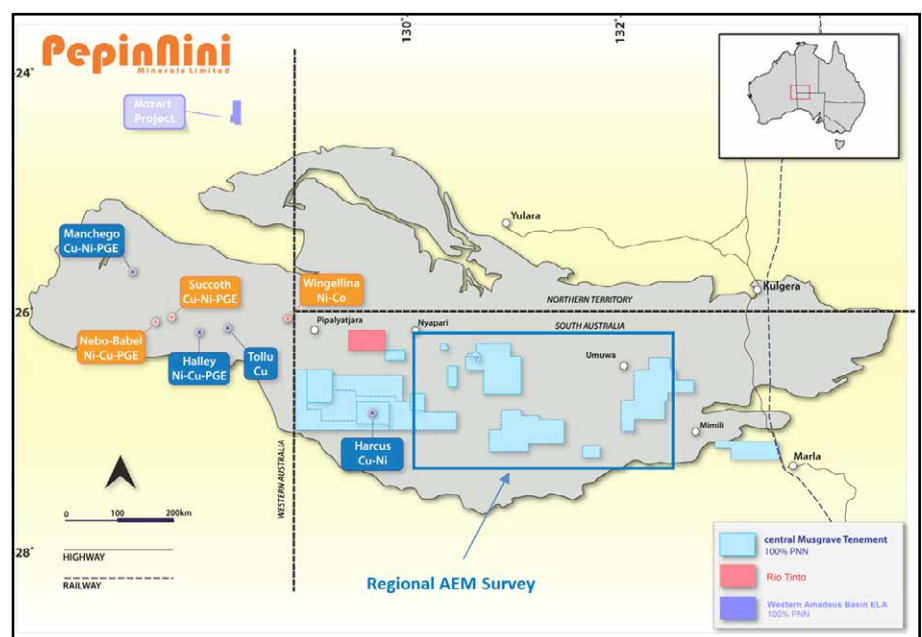 PepinNini
Minerals Limited
130˚
132˚
24˚
26˚
28˚
Mozart
Project
Yulara
Manchego
Cu-Ni-PGE
Succoth
Cu-Ni-PGE
Wingellina
Ni-Co
Kulgera
NORTHERN TERRITORY
SOUTH AUSTRALIA
Pipalyatjara
Nyapari
Nebo-Babel
Ni-Cu-PGE
Halley
Ni-Cu-PGE
Tollu
Cu
Umuwa
Harcus
Cu-Ni
Mimili
Marla
WESTERN AUSTRALIA
0 100 200km
HIGHWAY
RAILWAY
Regional AEM Survey
central Musgrave Tenement
100% PNN
Rio Tinto
Western Amadeus Basin ELA
100% PNN